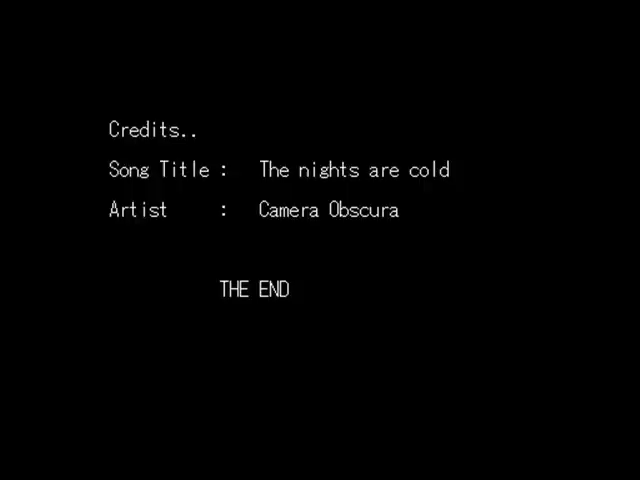 Credits..
Song Title : The nights are cold
Artist : Camera Obscura
THE END